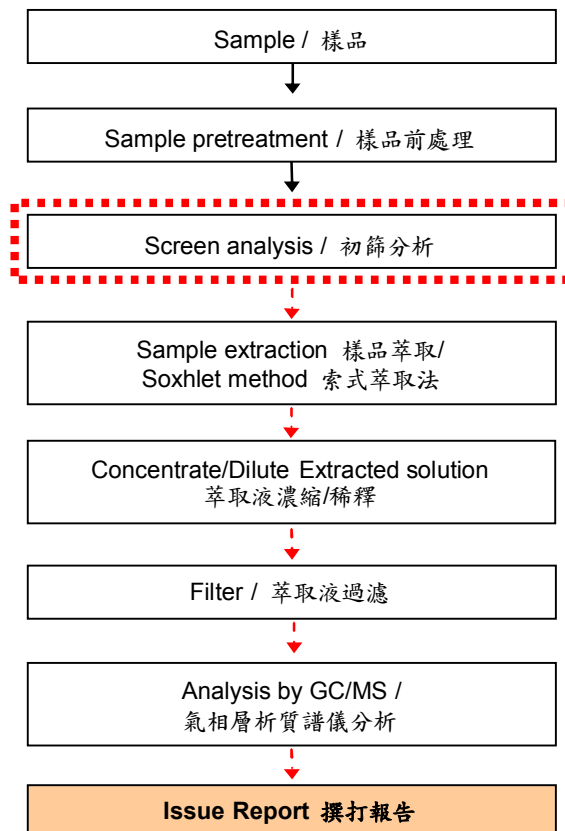 Sample / 樣品
Sample pretreatment / 樣品前處理
Screen analysis / 初篩分析
Sample extraction 樣品萃取/
Soxhlet method 索式萃取法
Concentrate/Dilute Extracted solution
萃取液濃縮/稀釋
Filter / 萃取液過濾
Analysis by GC/MS /
氣相層析質譜儀分析
Issue Report 撰打報告